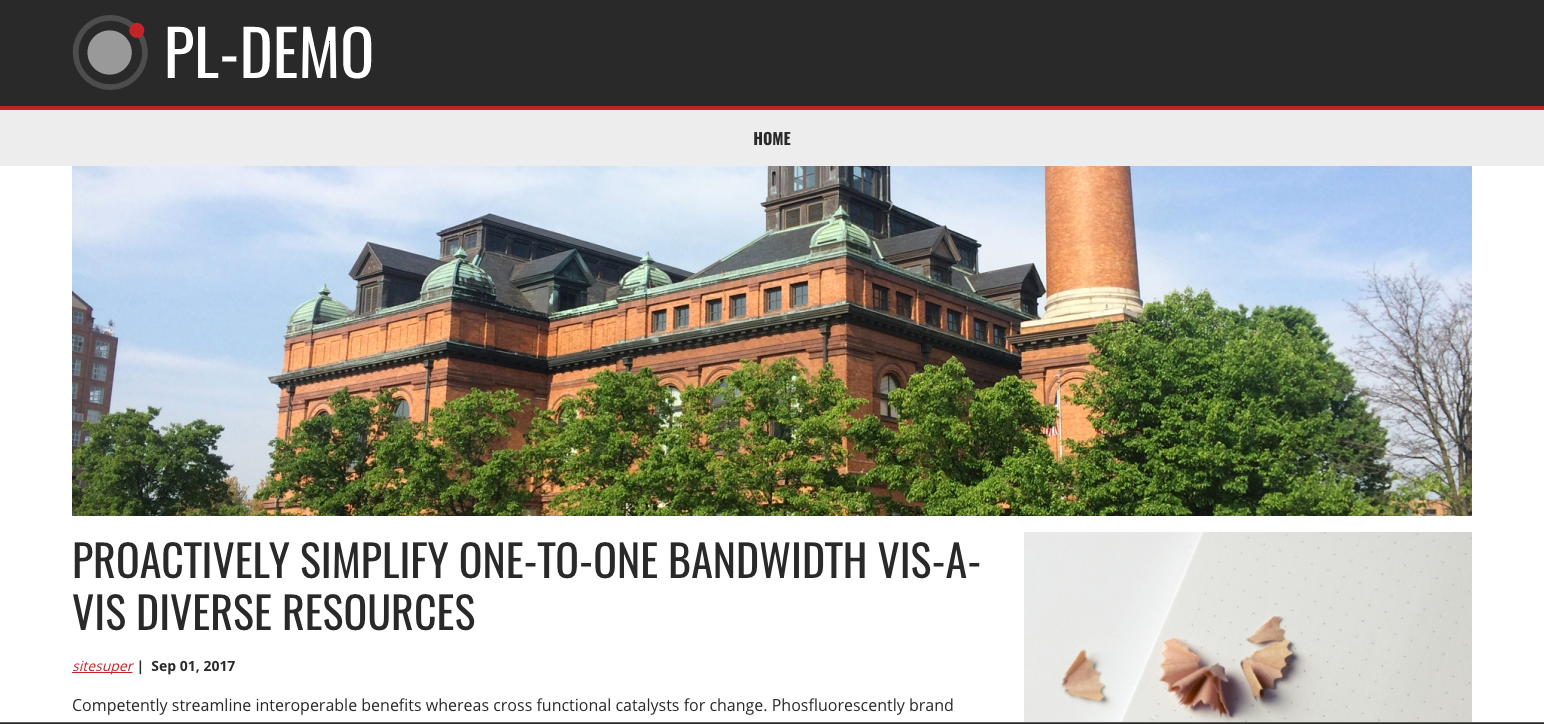 PL-DEMO
HOME
PROACTIVELY SIMPLIFY ONE-TO-ONE BANDWIDTH VIS-A-
VIS DIVERSE RESOURCES
sitesuper | Sep 01, 2017
Competently streamline interoperable benefits whereas cross functional catalysts for change. Phosfluorescently brand